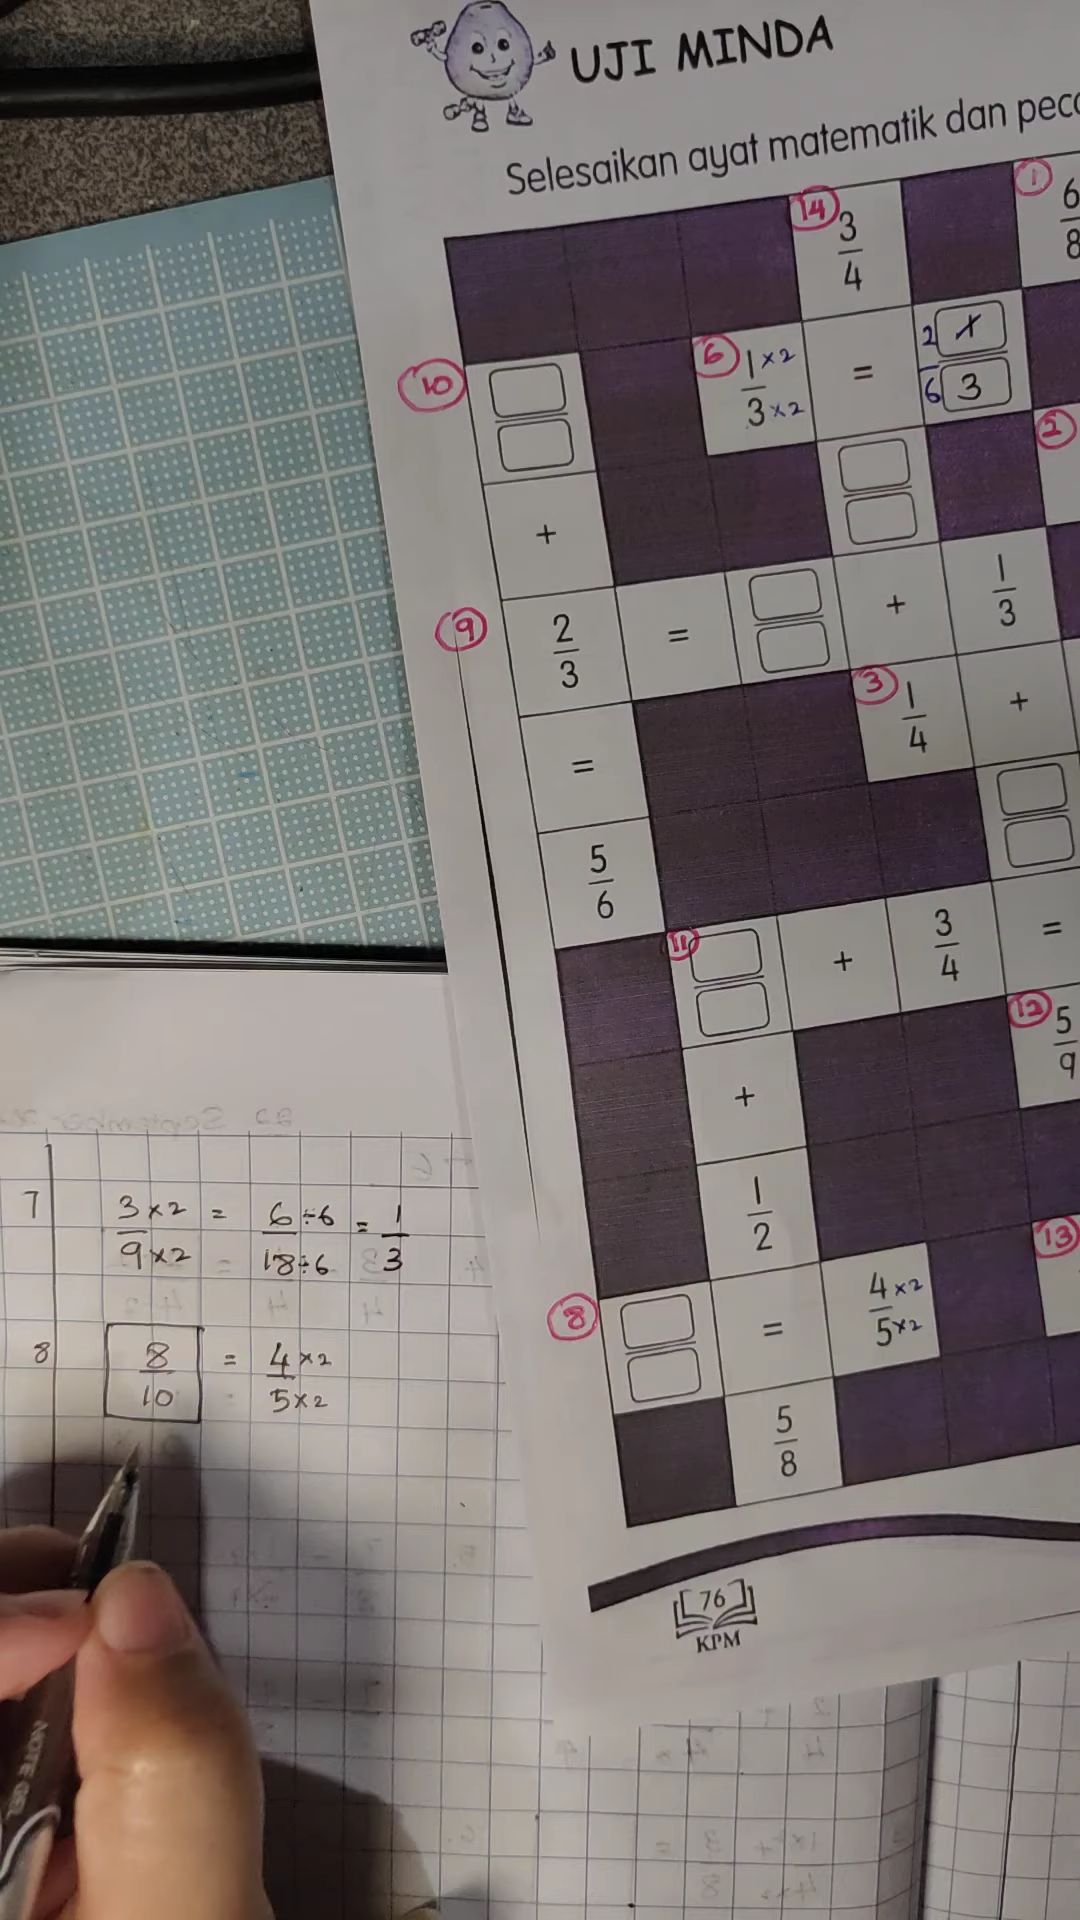 UJI MINDA
Selesaikan ayat matematik dan
14 3/4 1 6/8
6 1/3 ×2 ×2 = 2/6 1 3
10
2
+
9 2/3 = + 1/3
3 1/4 +
=
5/6
11 + 3/4 =
12 5/9
+
1/2
13
8 = 4/5 ×2 ×2
5/8
76
KPM
7 3×2/9×2 = 6÷6/18÷6 = 1/3
8 8/10 = 4×2/5×2
NOTE GEL